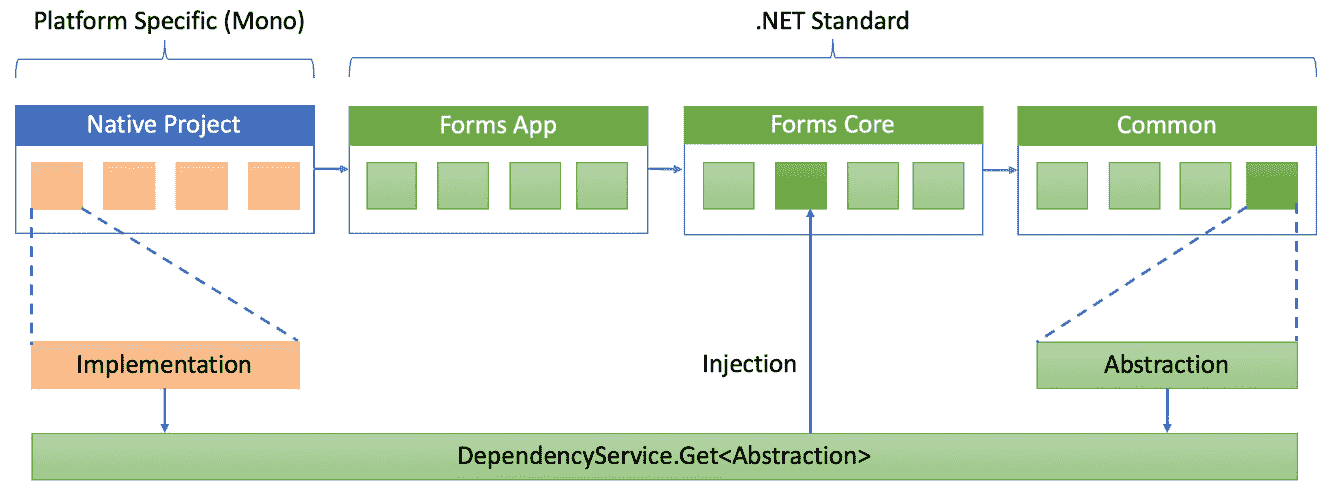 Platform Specific (Mono)
.NET Standard
Native Project
Forms App
Forms Core
Common
Implementation
Injection
Abstraction
DependencyService.Get<Abstraction>